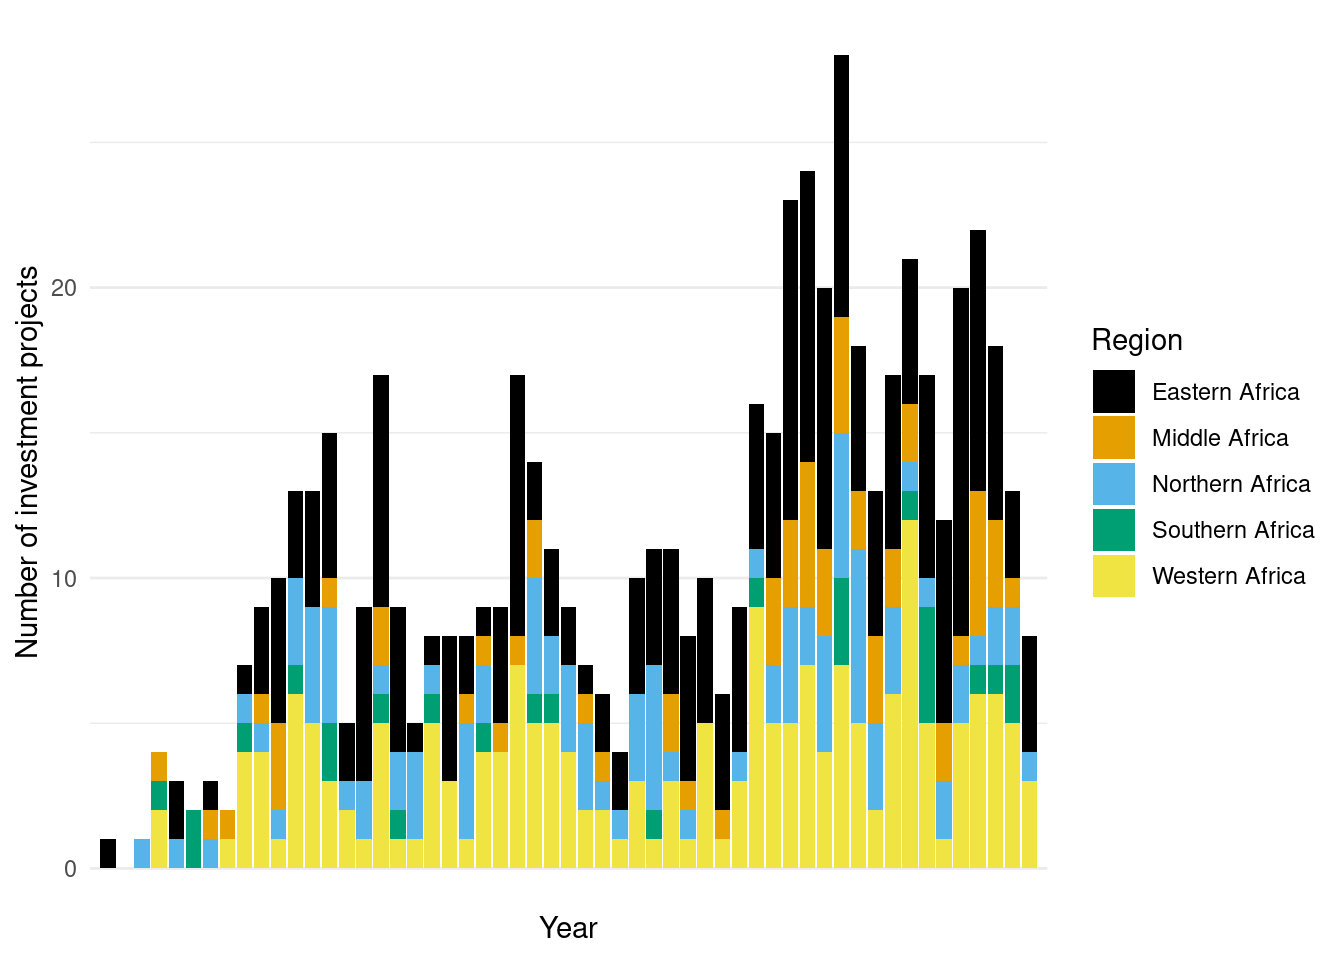 Number of investment projects
20
10
0
Year
Region
Eastern Africa
Middle Africa
Northern Africa
Southern Africa
Western Africa